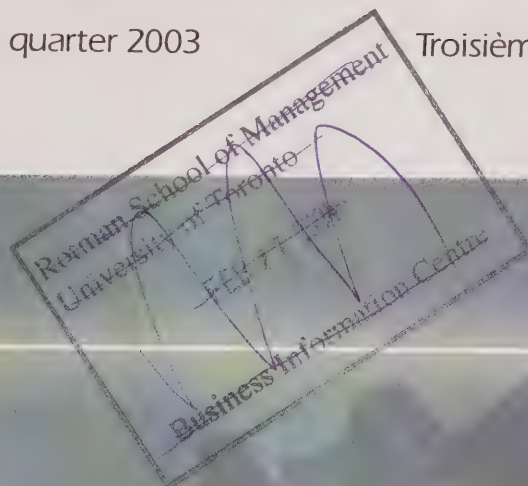 quarter 2003
Troisièm
Rotman School of Management
University of Toronto
Business Information Centre